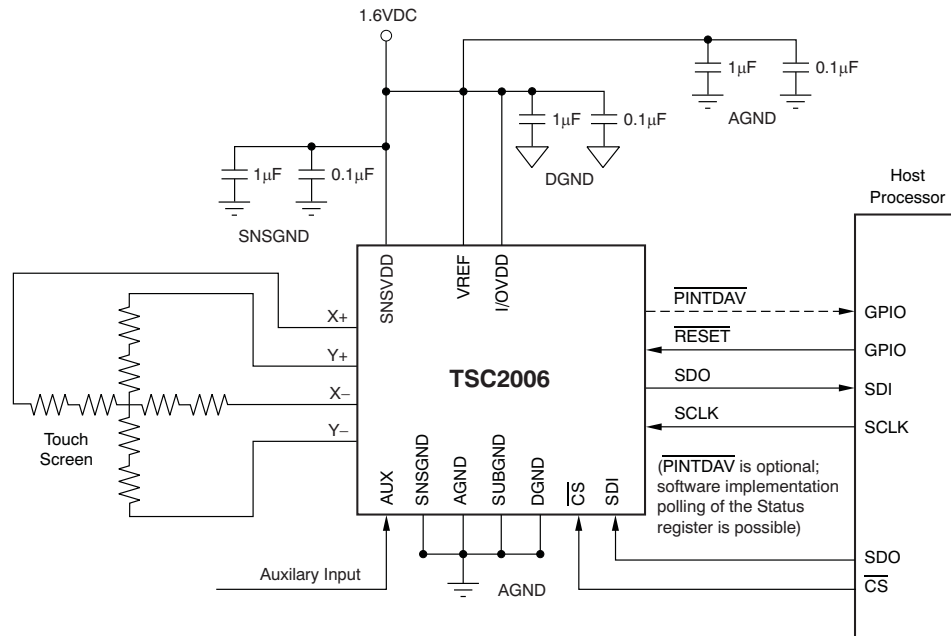 1.6VDC
1μF
0.1μF
AGND
1μF
0.1μF
DGND
1μF
0.1μF
SNSGND
Host
Processor
SNSVDD
VREF
I/OVDD
X+
Y+
X−
Y−
TSC2006
Touch
Screen
PINTDAV
GPIO
RESET
GPIO
SDO
SDI
SCLK
SCLK
(PINTDAV is optional;
software implementation
polling of the Status
register is possible)
AUX
SNSGND
AGND
SUBGND
DGND
CS
SDI
SDO
CS
Auxilary Input
AGND